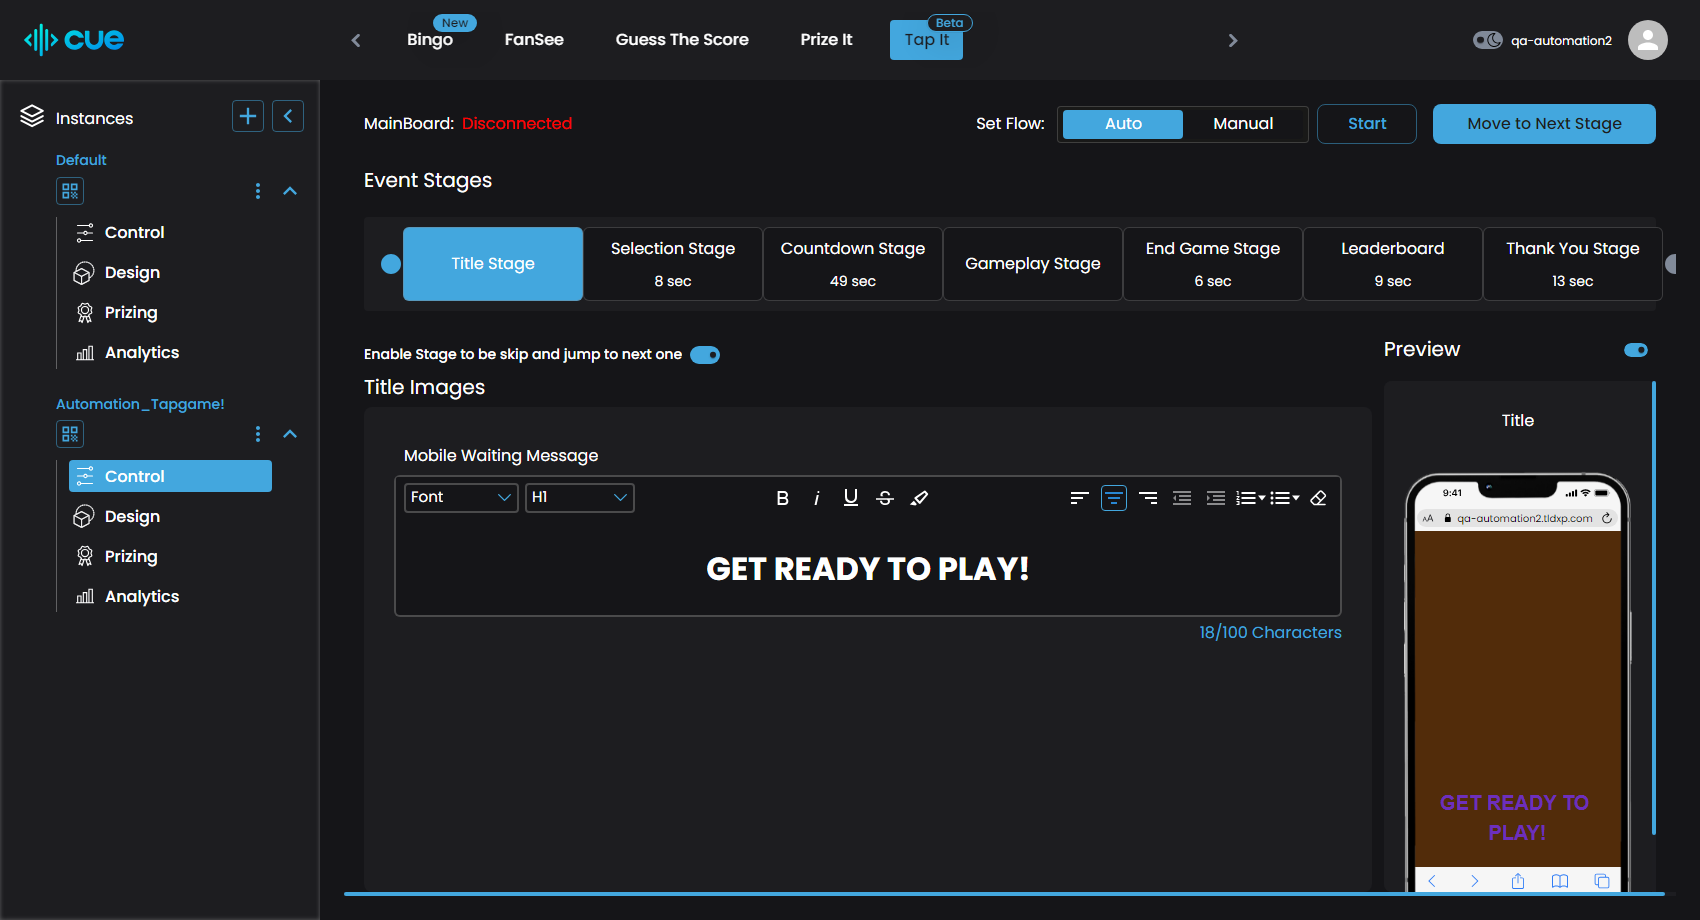 cue
New
Bingo
FanSee
Guess The Score
Prize It
Beta
Tap It
qa-automation2
Instances
Default
Control
Design
Prizing
Analytics
Automation_Tapgame!
Control
Design
Prizing
Analytics
MainBoard: Disconnected
Set Flow:
Auto
Manual
Start
Move to Next Stage
Event Stages
Title Stage
Selection Stage
8 sec
Countdown Stage
49 sec
Gameplay Stage
End Game Stage
6 sec
Leaderboard
9 sec
Thank You Stage
13 sec
Enable Stage to be skip and jump to next one
Title Images
Mobile Waiting Message
Font
H1
B i U S
GET READY TO PLAY!
18/100 Characters
Preview
Title
9:41
AA qa-automation2.tldxp.com
GET READY TO
PLAY!